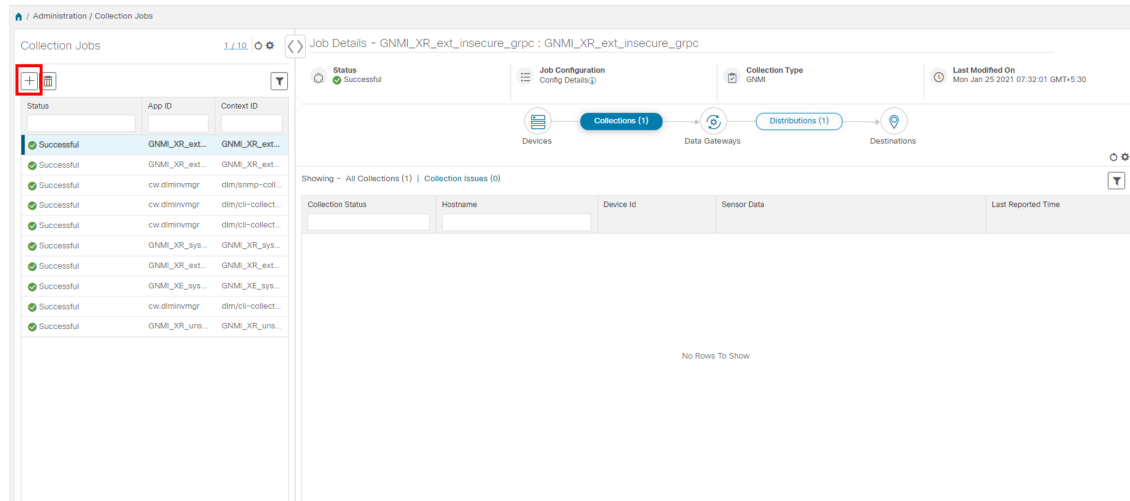 / Administration / Collection Jobs
Collection Jobs
1 / 10
Status
App ID
Context ID
Successful GNMI_XR_ext... GNMI_XR_ext...
Successful GNMI_XR_ext... GNMI_XR_ext...
Successful cw.dlminvmgr dlm/snmp-coll...
Successful cw.dlminvmgr dlm/cli-collect...
Successful cw.dlminvmgr dlm/cli-collect...
Successful GNMI_XR_sys... GNMI_XR_sys...
Successful GNMI_XR_ext... GNMI_XR_ext...
Successful GNMI_XE_sys... GNMI_XE_sys...
Successful cw.dlminvmgr dlm/cli-collect...
Successful GNMI_XR_uns... GNMI_XR_uns...
Job Details - GNMI_XR_ext_insecure_grpc : GNMI_XR_ext_insecure_grpc
Status
Successful
Job Configuration
Config Details
Collection Type
GNMI
Last Modified On
Mon Jan 25 2021 07:32:01 GMT+5:30
Collections (1)
Distributions (1)
Devices
Data Gateways
Destinations
Showing - All Collections (1) | Collection Issues (0)
Collection Status
Hostname
Device Id
Sensor Data
Last Reported Time
No Rows To Show